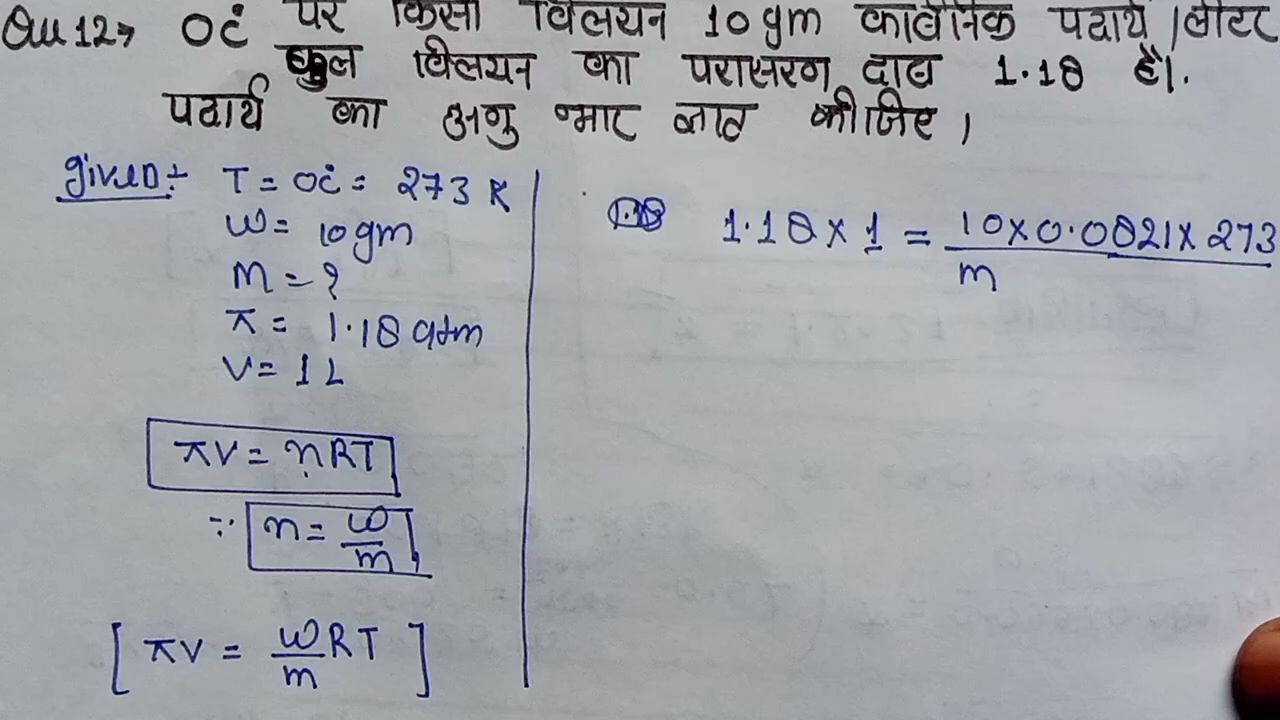 Qu 12→ 0°C पर किसी विलयन 10 gm कार्बनिक पदार्थ 1 लीटर
कुल विलयन का परासरण दाब 1.18 है।.
पदार्थ का अणु भार ज्ञात कीजिए।
given:- T = 0°C = 273 K
w = 10 gm
m = ?
π = 1.18 atm
V = 1 L
πV = nRT
∵ n = w/m
[ πV = w/m RT ]
1.18 × 1 = 10 × 0.0821 × 273 / m